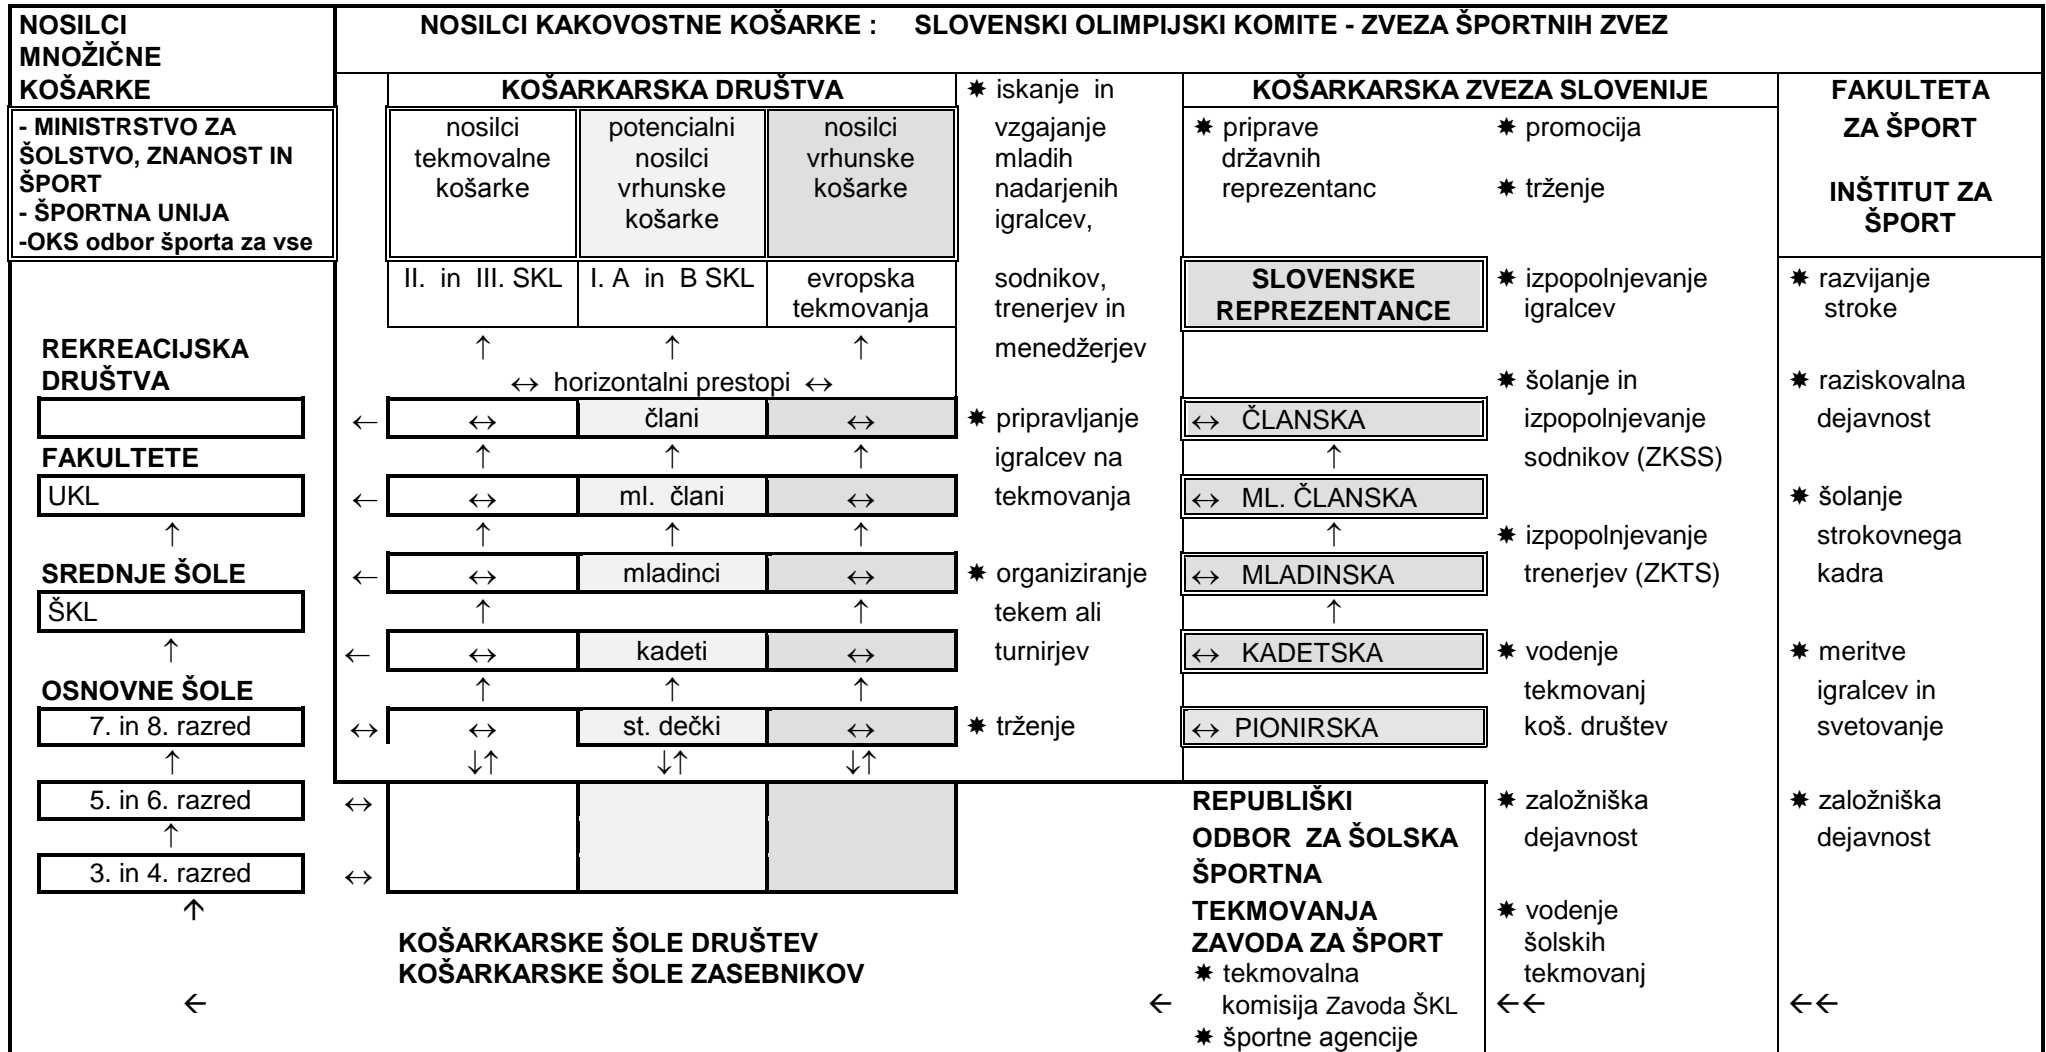 NOSILCI
MNOŽIČNE
KOŠARKE
- MINISTRSTVO ZA
ŠOLSTVO, ZNANOST IN
ŠPORT
- ŠPORTNA UNIJA
-OKS odbor športa za vse
REKREACIJSKA
DRUŠTVA
FAKULTETE
UKL
↑
SREDNJE ŠOLE
ŠKL
↑
OSNOVNE ŠOLE
7. in 8. razred
↑
5. in 6. razred
↑
3. in 4. razred
↑
←
NOSILCI KAKOVOSTNE KOŠARKE : SLOVENSKI OLIMPIJSKI KOMITE - ZVEZA ŠPORTNIH ZVEZ
KOŠARKARSKA DRUŠTVA
nosilci
tekmovalne
košarke
potencialni
nosilci
vrhunske
košarke
nosilci
vrhunske
košarke
II. in III. SKL
I. A in B SKL
evropska
tekmovanja
↑ ↑ ↑
↔ horizontalni prestopi ↔
← ↔ člani ↔
↑ ↑ ↑
← ↔ ml. člani ↔
↑ ↑ ↑
← ↔ mladinci ↔
↑ ↑
← ↔ kadeti ↔
↑ ↑ ↑
↔ ↔ st. dečki ↔
↓↑ ↓↑ ↓↑
↔
↔
KOŠARKARSKE ŠOLE DRUŠTEV
KOŠARKARSKE ŠOLE ZASEBNIKOV
✷ iskanje in
vzgajanje
mladih
nadarjenih
igralcev,
sodnikov,
trenerjev in
menedžerjev
✷ pripravljanje
igralcev na
tekmovanja
✷ organiziranje
tekem ali
turnirjev
✷ trženje
←
KOŠARKARSKA ZVEZA SLOVENIJE
✷ priprave
državnih
reprezentanc
SLOVENSKE
REPREZENTANCE
↔ ČLANSKA
↑
↔ ML. ČLANSKA
↑
↔ MLADINSKA
↑
↔ KADETSKA
↔ PIONIRSKA
REPUBLIŠKI
ODBOR ZA ŠOLSKA
ŠPORTNA
TEKMOVANJA
ZAVODA ZA ŠPORT
✷ tekmovalna
komisija Zavoda ŠKL
✷ športne agencije
✷ promocija
✷ trženje
✷ izpopolnjevanje
igralcev
✷ šolanje in
izpopolnjevanje
sodnikov (ZKSS)
✷ izpopolnjevanje
trenerjev (ZKTS)
✷ vodenje
tekmovanj
koš. društev
✷ založniška
dejavnost
✷ vodenje
šolskih
tekmovanj
←←
FAKULTETA
ZA ŠPORT
INŠTITUT ZA
ŠPORT
✷ razvijanje
stroke
✷ raziskovalna
dejavnost
✷ šolanje
strokovnega
kadra
✷ meritve
igralcev in
svetovanje
✷ založniška
dejavnost
←←